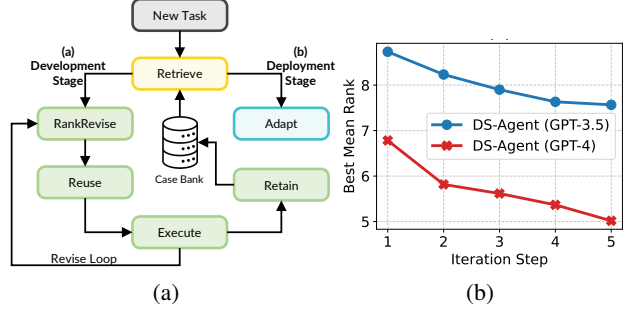 New Task
(a)
Development
Stage
Retrieve
(b)
Deployment
Stage
RankRevise
Adapt
Case Bank
Reuse
Retain
Execute
Revise Loop
(a)
Best Mean Rank
8
7
6
5
DS-Agent (GPT-3.5)
DS-Agent (GPT-4)
1 2 3 4 5
Iteration Step
(b)